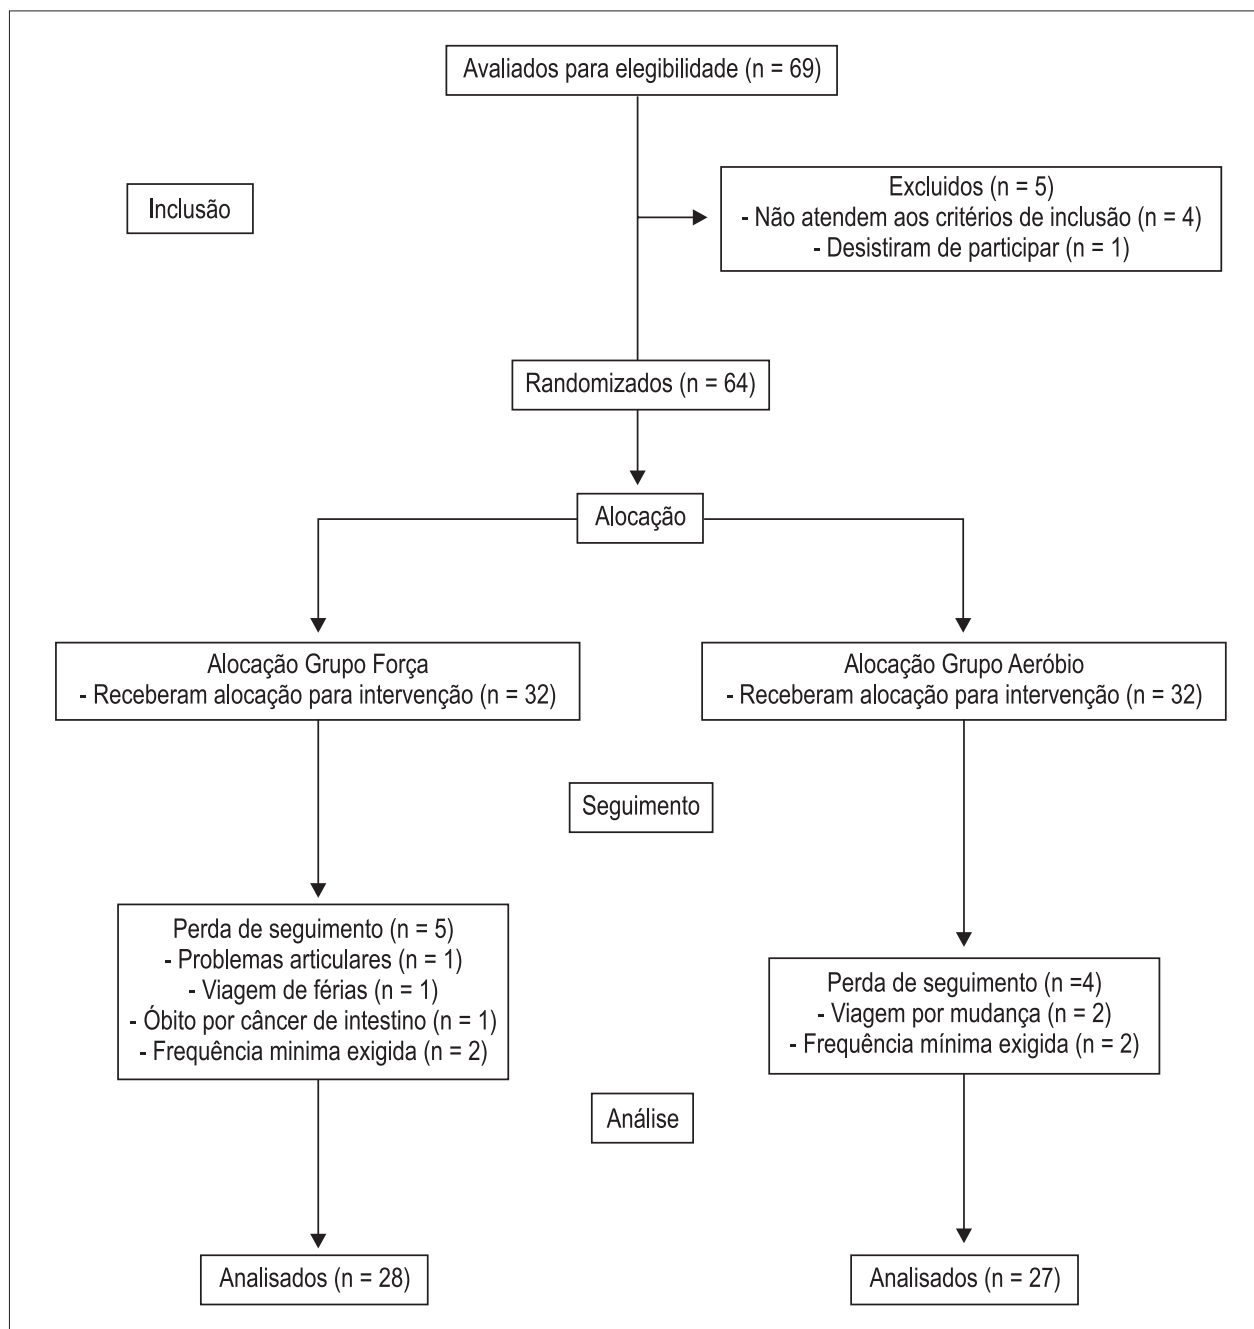 Avaliados para elegibilidade (n = 69)
Inclusão
Excluidos (n = 5)
- Não atendem aos critérios de inclusão (n = 4)
- Desistiram de participar (n = 1)
Randomizados (n = 64)
Alocação
Alocação Grupo Força
- Receberam alocação para intervenção (n = 32)
Alocação Grupo Aeróbio
- Receberam alocação para intervenção (n = 32)
Seguimento
Perda de seguimento (n = 5)
- Problemas articulares (n = 1)
- Viagem de férias (n = 1)
- Óbito por câncer de intestino (n = 1)
- Frequência minima exigida (n = 2)
Perda de seguimento (n =4)
- Viagem por mudança (n = 2)
- Frequência mínima exigida (n = 2)
Análise
Analisados (n = 28)
Analisados (n = 27)